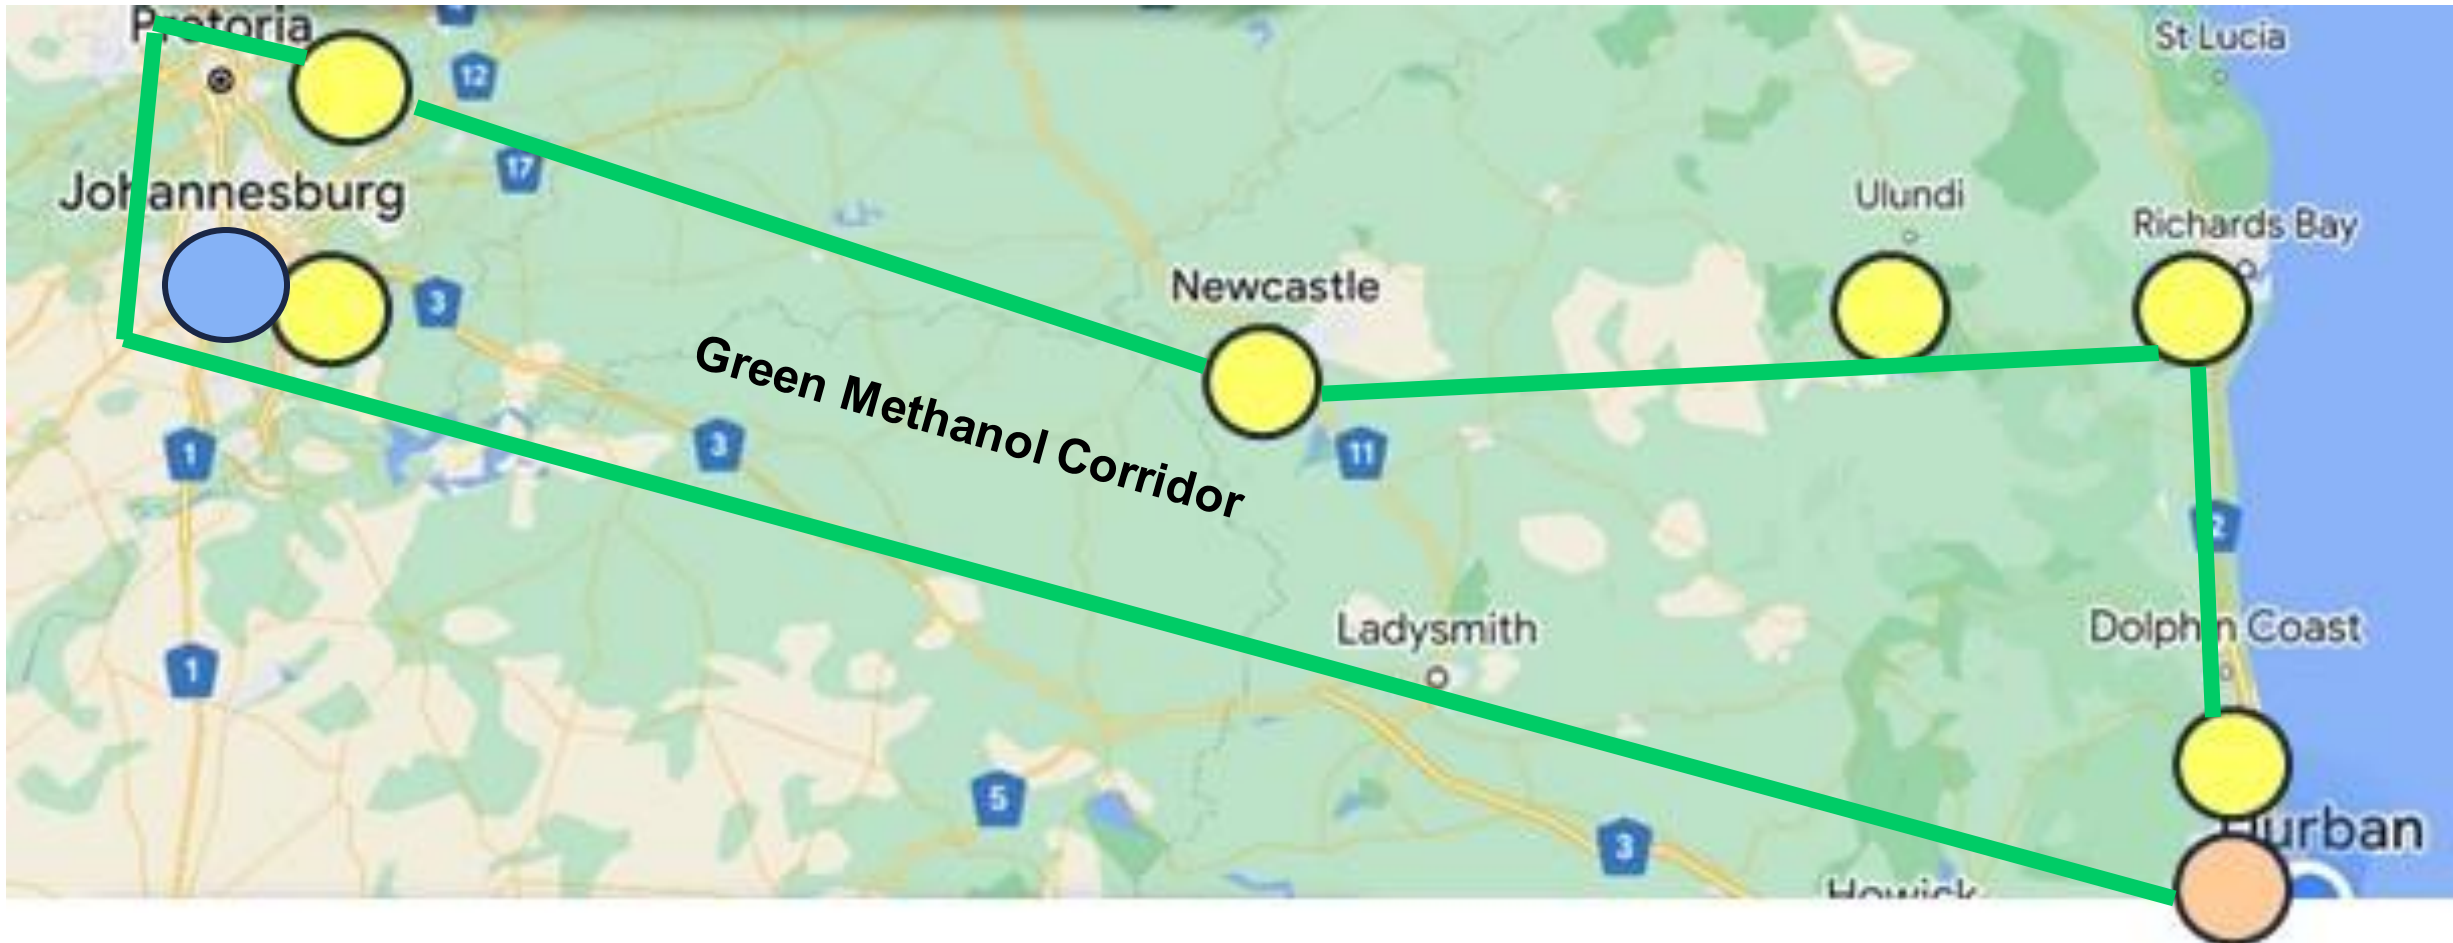 Pretoria
4
St Lucia
12
17
Johannesburg
Ulundi
Richards Bay
Newcastle
3
Green Methanol Corridor
1
3
11
2
Ladysmith
Dolphin Coast
1
5
Durban
3
Howick